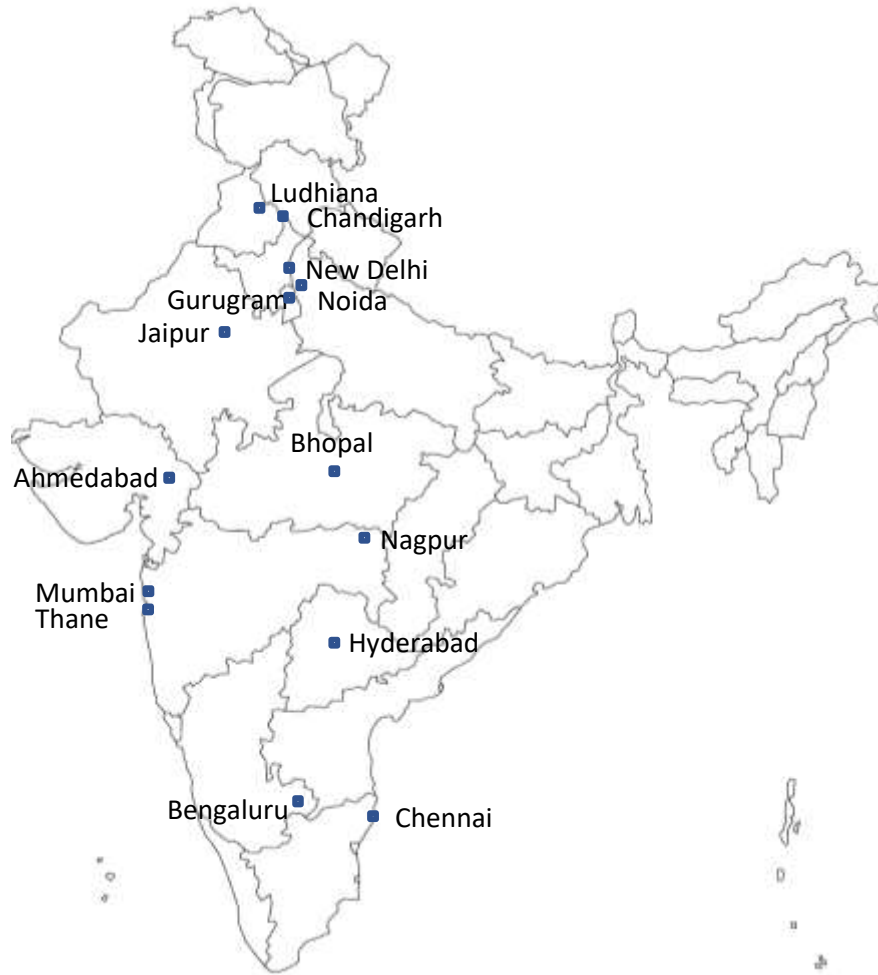 Ludhiana
Chandigarh
New Delhi
Gurugram
Noida
Jaipur
Bhopal
Ahmedabad
Nagpur
Mumbai
Thane
Hyderabad
Bengaluru
Chennai